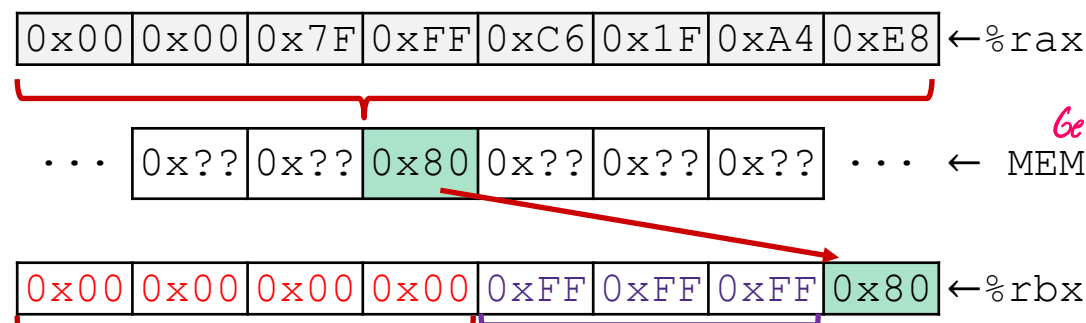 0x00 0x00 0x7F 0xFF 0xC6 0x1F 0xA4 0xE8 ←%rax
Ge
··· 0x?? 0x?? 0x80 0x?? 0x?? 0x?? ··· ← MEM
0x00 0x00 0x00 0x00 0xFF 0xFF 0xFF 0x80 ←%rbx